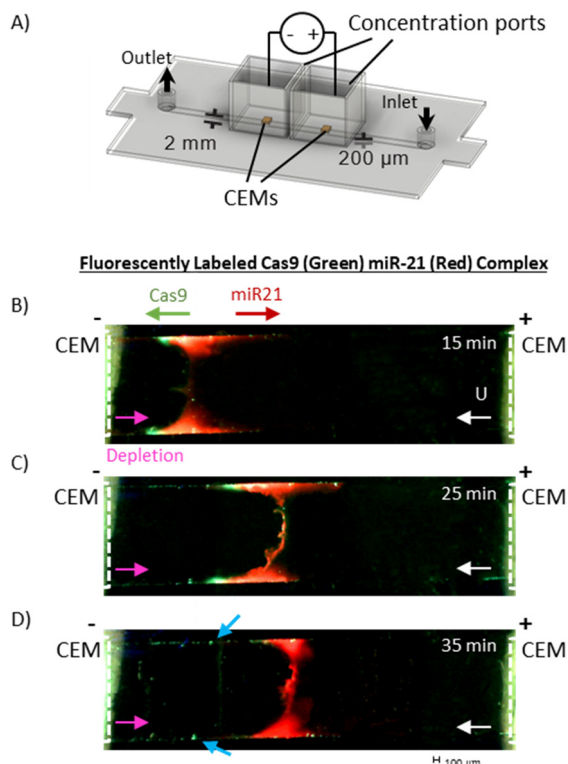 A)
- +
Concentration ports
Outlet
Inlet
2 mm
200 µm
CEMs
Fluorescently Labeled Cas9 (Green) miR-21 (Red) Complex
B)
Cas9 miR21
- +
CEM 15 min CEM
U
Depletion
C)
- +
CEM 25 min CEM
D)
- +
CEM 35 min CEM
100 µm